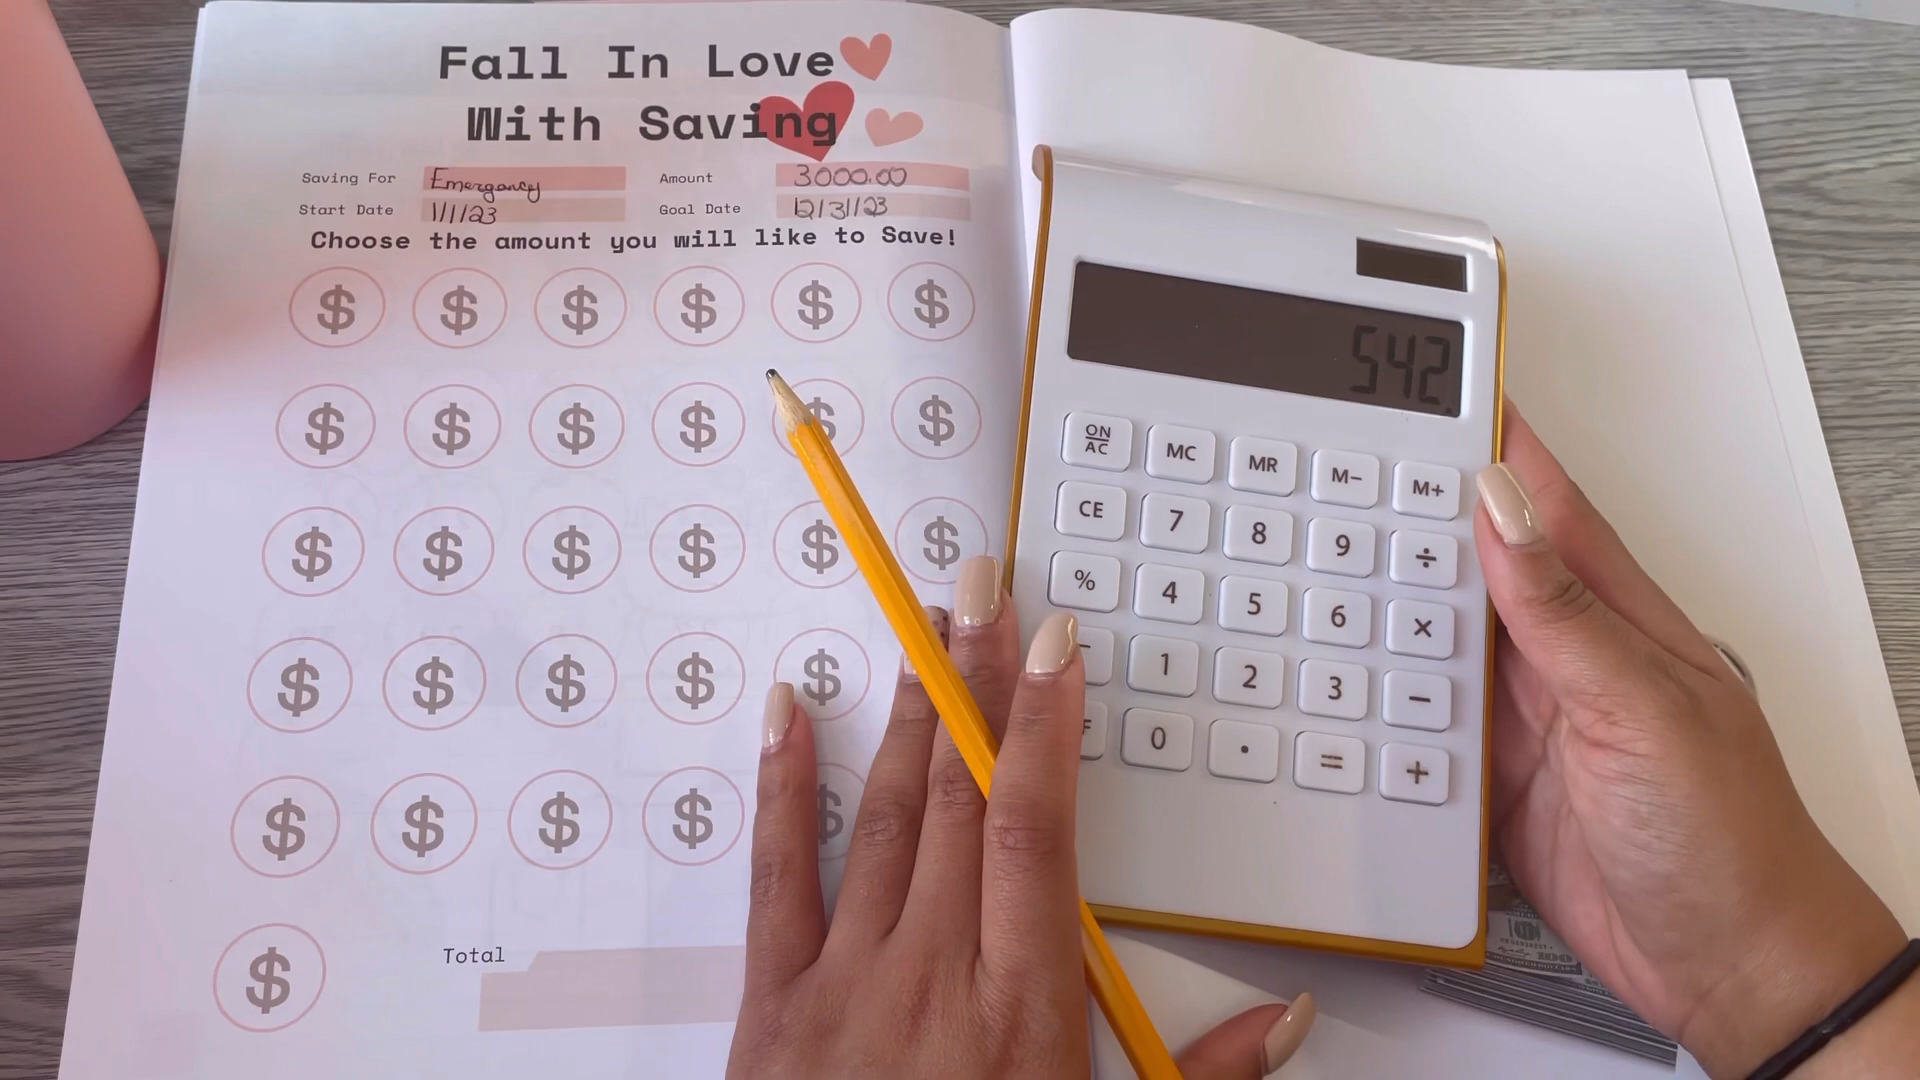 Fall In Love
With Saving
Saving For Emergancy Amount 3000.00
Start Date 1/1/23 Goal Date 12/31/23
Choose the amount you will like to Save!
$ $ $ $ $ $
$ $ $ $ $ $
$ $ $ $ $ $
$ $ $ $ $
$ $ $ $ $
$
Total
542.
ON AC MC MR M− M+
CE 7 8 9 ÷
% 4 5 6 ×
1 2 3 −
0 . = +
100